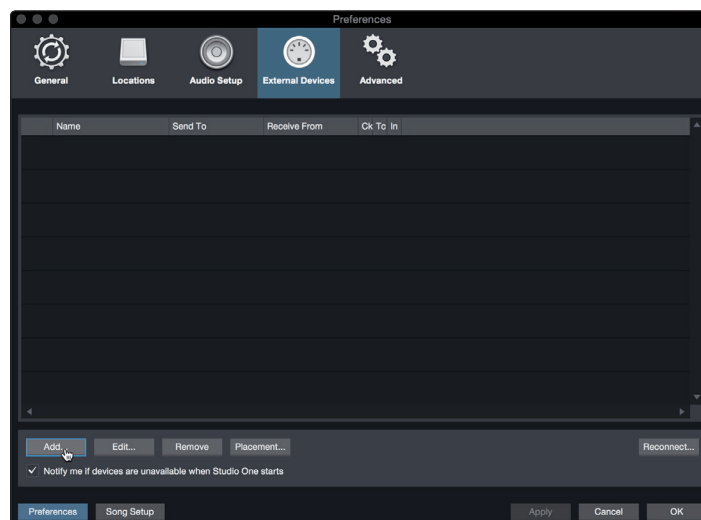 Preferences
General Locations Audio Setup External Devices Advanced
Name Send To Receive From Ck Tc In
Add... Edit... Remove Placement... Reconnect...
Notify me if devices are unavailable when Studio One starts
Preferences Song Setup Apply Cancel OK